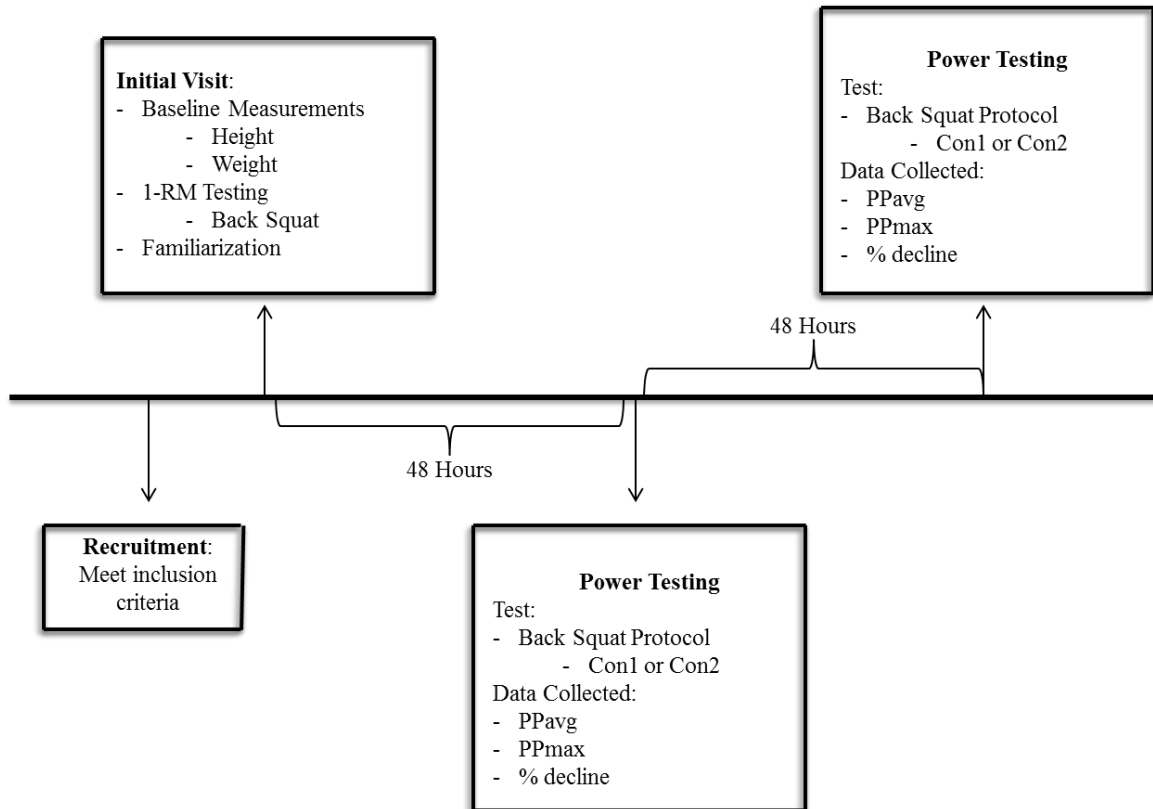 Initial Visit:
- Baseline Measurements
- Height
- Weight
- 1-RM Testing
- Back Squat
- Familiarization
Power Testing
Test:
- Back Squat Protocol
- Con1 or Con2
Data Collected:
- PPavg
- PPmax
- % decline
48 Hours
48 Hours
Recruitment:
Meet inclusion
criteria
Power Testing
Test:
- Back Squat Protocol
- Con1 or Con2
Data Collected:
- PPavg
- PPmax
- % decline